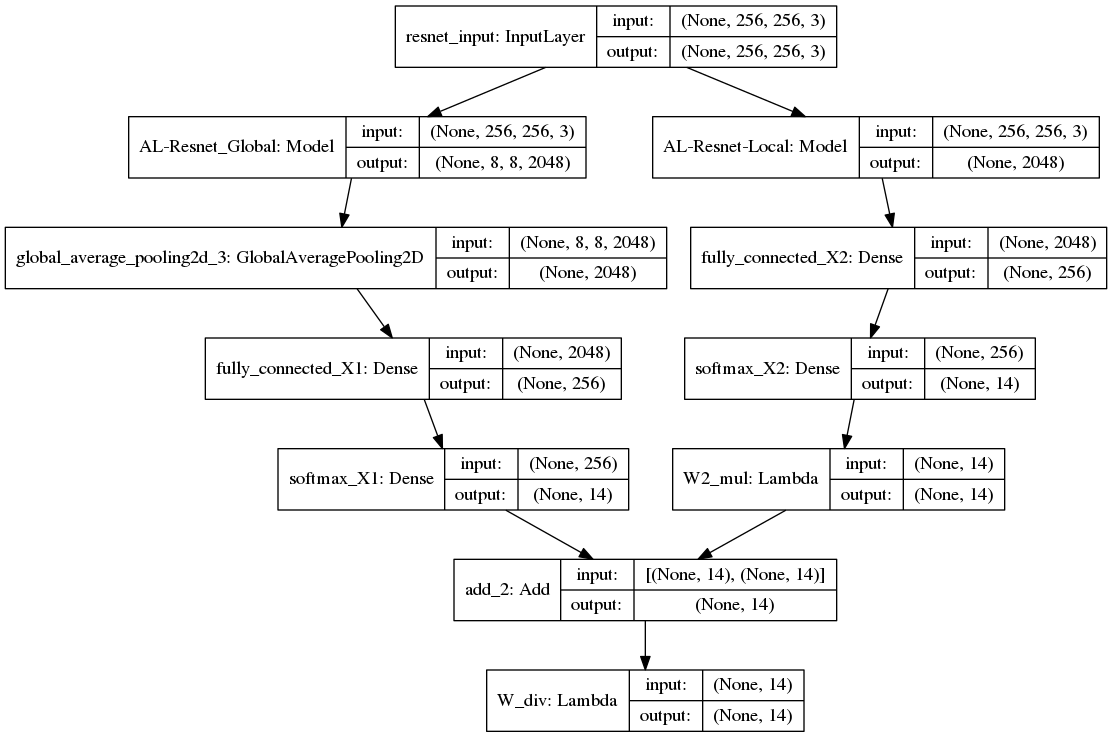 resnet_input: InputLayer
input:
(None, 256, 256, 3)
output:
(None, 256, 256, 3)
AL-Resnet_Global: Model
input:
(None, 256, 256, 3)
output:
(None, 8, 8, 2048)
AL-Resnet-Local: Model
input:
(None, 256, 256, 3)
output:
(None, 2048)
global_average_pooling2d_3: GlobalAveragePooling2D
input:
(None, 8, 8, 2048)
output:
(None, 2048)
fully_connected_X2: Dense
input:
(None, 2048)
output:
(None, 256)
fully_connected_X1: Dense
input:
(None, 2048)
output:
(None, 256)
softmax_X2: Dense
input:
(None, 256)
output:
(None, 14)
softmax_X1: Dense
input:
(None, 256)
output:
(None, 14)
W2_mul: Lambda
input:
(None, 14)
output:
(None, 14)
add_2: Add
input:
[(None, 14), (None, 14)]
output:
(None, 14)
W_div: Lambda
input:
(None, 14)
output:
(None, 14)